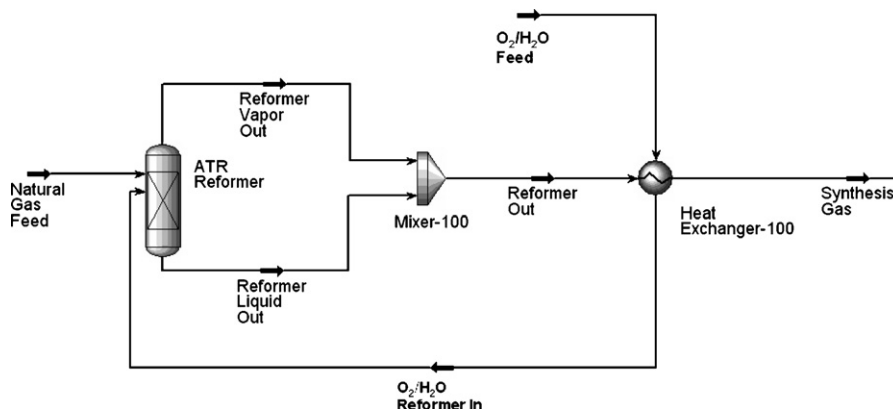 O₂/H₂O
Feed
Reformer
Vapor
Out
ATR
Reformer
Natural
Gas
Feed
Mixer-100
Reformer
Out
Heat
Exchanger-100
Synthesis
Gas
Reformer
Liquid
Out
O₂/H₂O
Reformer In